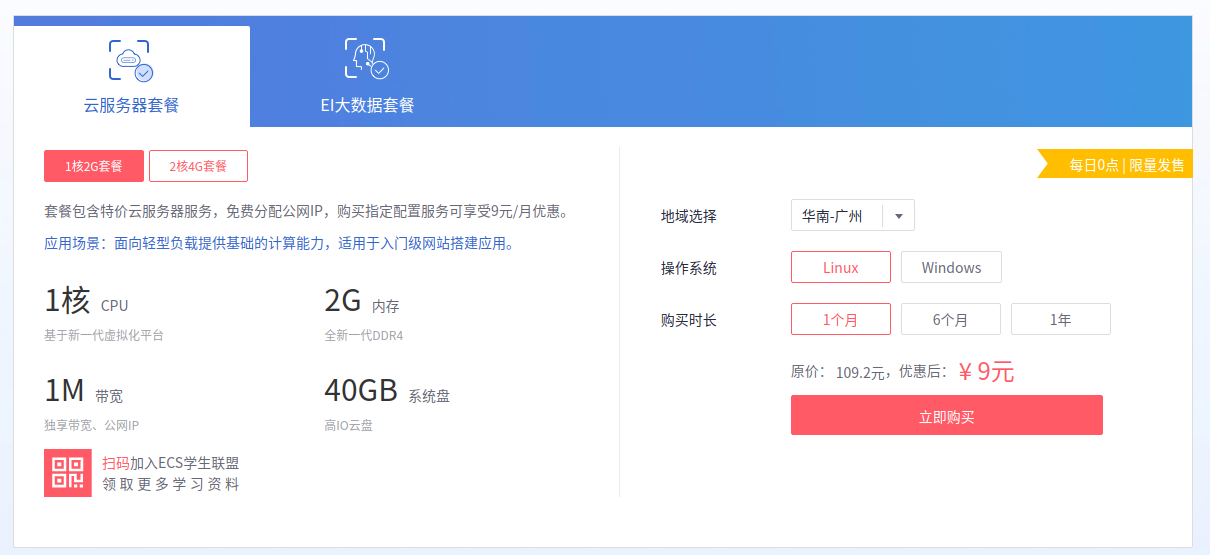 云服务器套餐
EI大数据套餐
1核2G套餐
2核4G套餐
套餐包含特价云服务器服务，免费分配公网IP，购买指定配置服务可享受9元/月优惠。
应用场景：面向轻型负载提供基础的计算能力，适用于入门级网站搭建应用。
1核 CPU
基于新一代虚拟化平台
2G 内存
全新一代DDR4
1M 带宽
独享带宽、公网IP
40GB 系统盘
高IO云盘
扫码加入ECS学生联盟
领取更多学习资料
每日0点 | 限量发售
地域选择
华南-广州
操作系统
Linux
Windows
购买时长
1个月
6个月
1年
原价： 109.2元，优惠后： ¥ 9元
立即购买